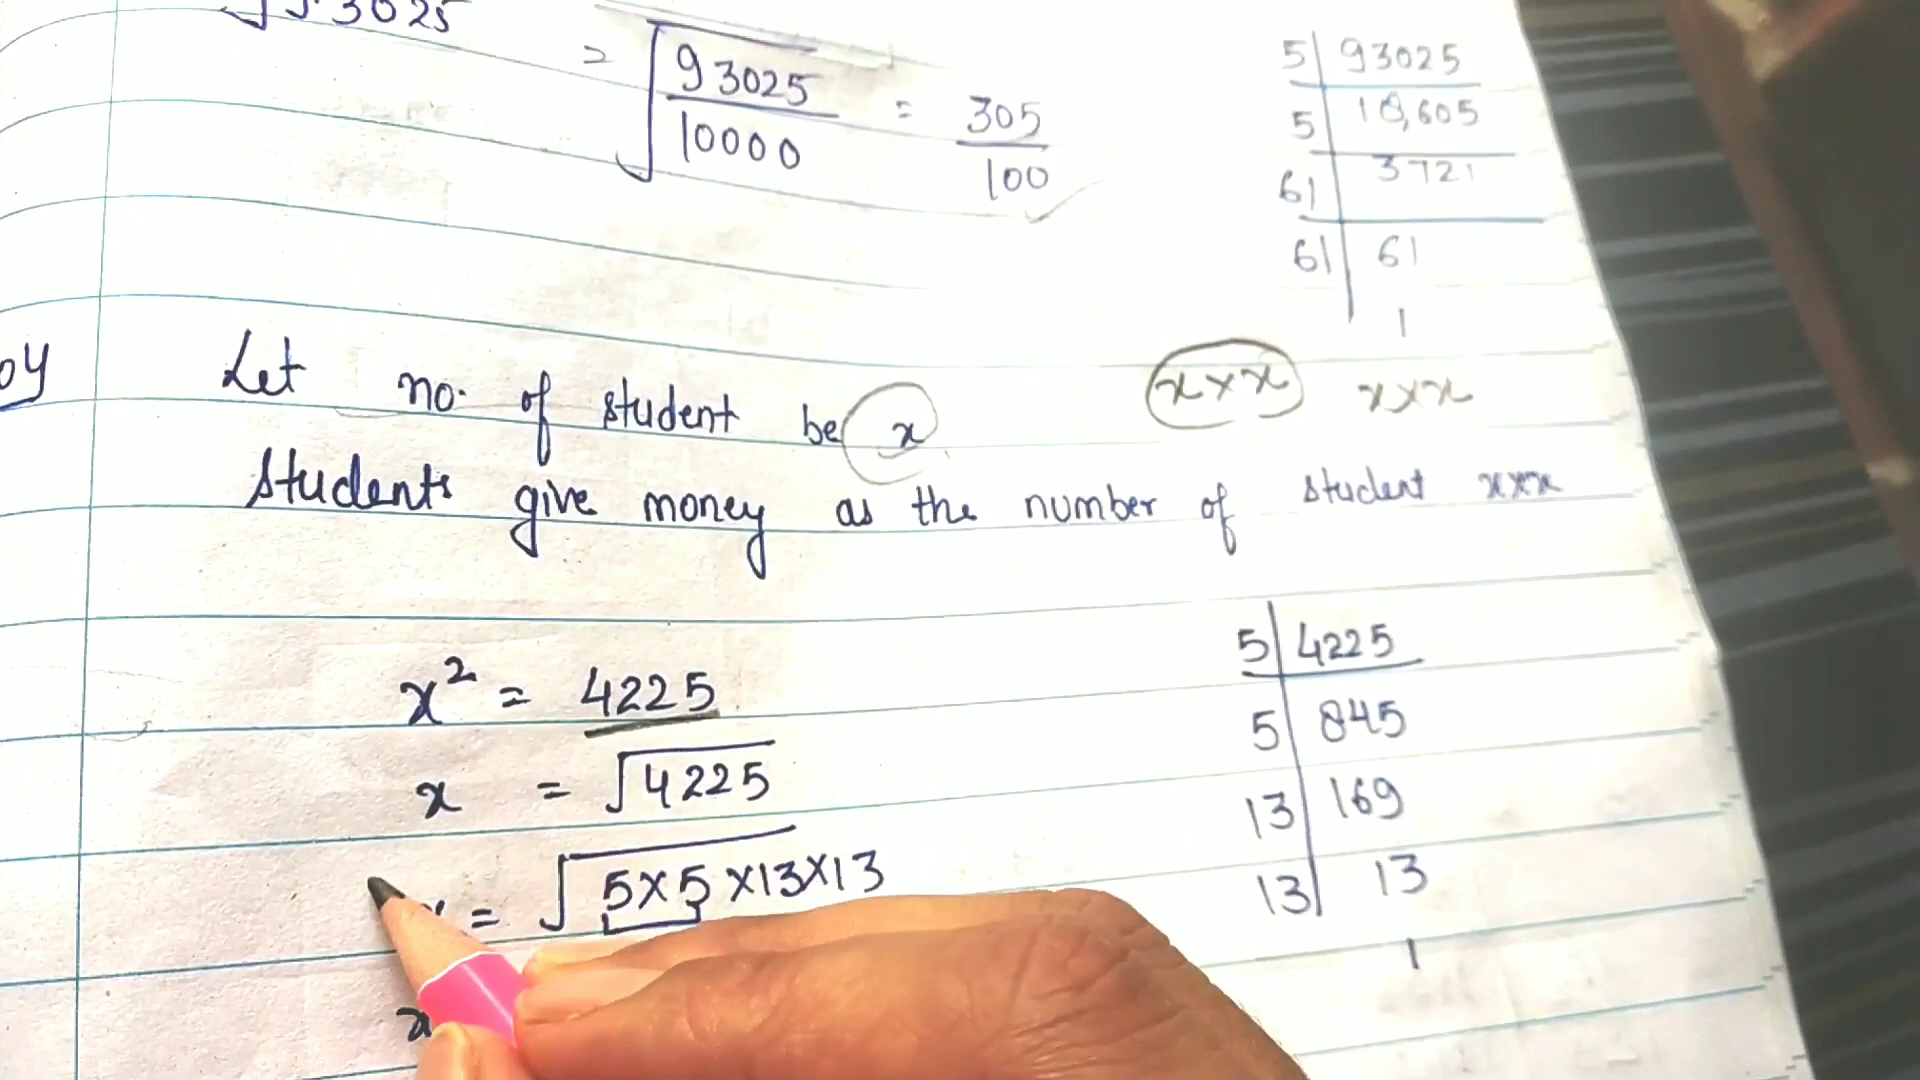 √33025
= √93025/10000 = 305/100
5 | 93025
5 | 18,605
61 | 3721
61 | 61
1
04 Let no. of student be x
x×x x×x
Students give money as the number of student x×x
x² = 4225
x = √4225
= √5×5×13×13
x
5 | 4225
5 | 845
13 | 169
13 | 13
1